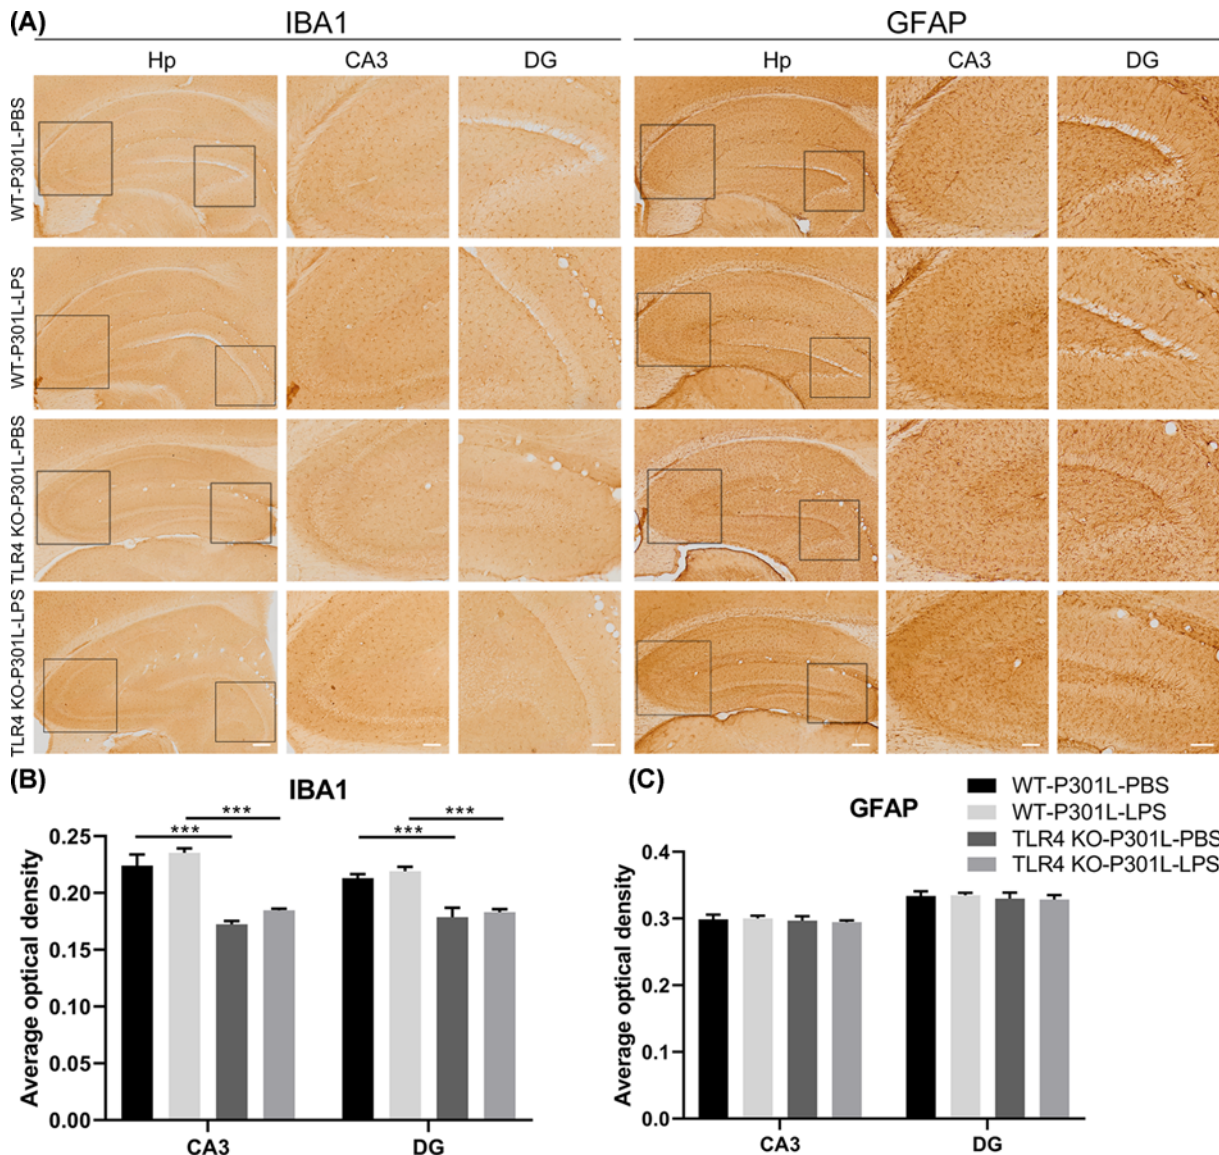 (A)
IBA1
GFAP
Hp
CA3
DG
Hp
CA3
DG
WT-P301L-PBS
WT-P301L-LPS
TLR4 KO-P301L-PBS
TLR4 KO-P301L-LPS
(B)
IBA1
***
***
***
***
Average optical density
0.25
0.20
0.15
0.10
0.05
0.00
CA3
DG
(C)
GFAP
WT-P301L-PBS
WT-P301L-LPS
TLR4 KO-P301L-PBS
TLR4 KO-P301L-LPS
Average optical density
0.4
0.3
0.2
0.1
0.0
CA3
DG